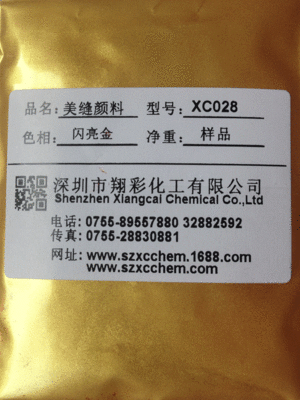 品名：美缝颜料 型号：XC028
色相：闪亮金 净重：样品
深圳市翔彩化工有限公司
Shenzhen Xiangcai Chemical Co.,Ltd
电话：0755-89557880 32882592
传真：0755-28830881
网址：www.szxcchem.1688.com
www.szxcchem.com